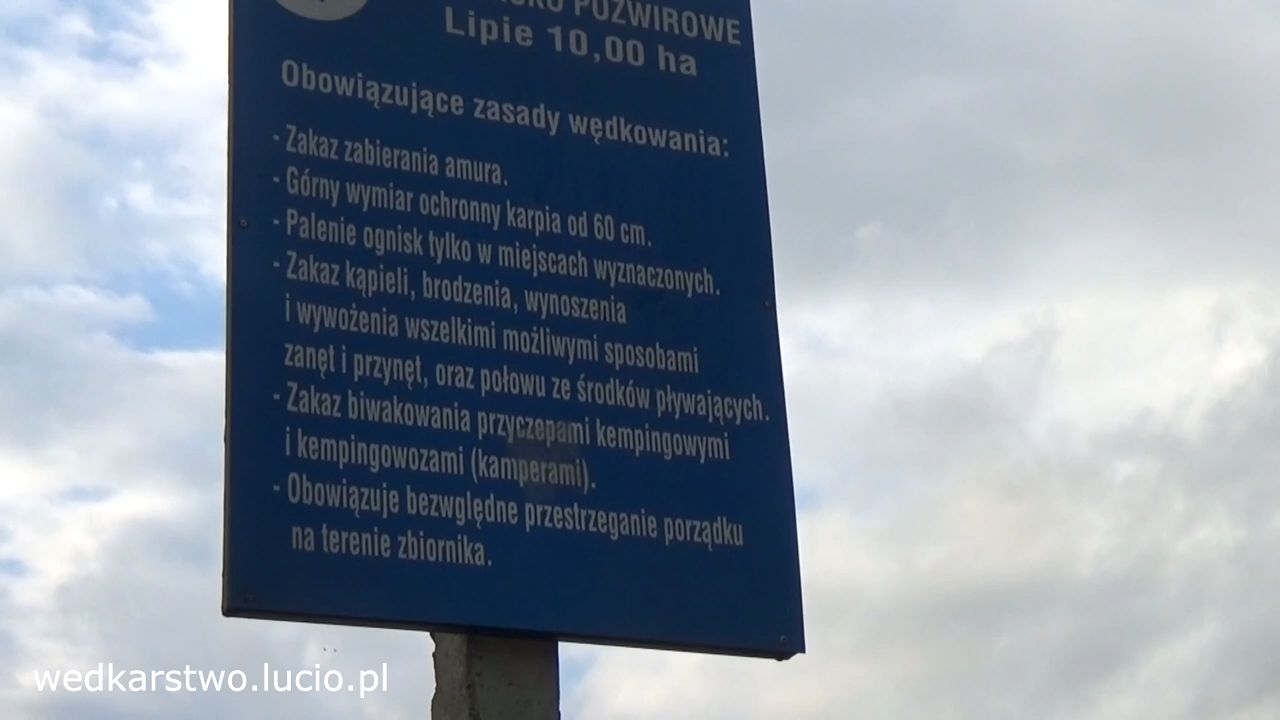 POŻWIROWE
Lipie 10,00 ha
Obowiązujące zasady wędkowania:
- Zakaz zabierania amura.
- Górny wymiar ochronny karpia od 60 cm.
- Palenie ognisk tylko w miejscach wyznaczonych.
- Zakaz kąpieli, brodzenia, wynoszenia
i wywożenia wszelkimi możliwymi sposobami
zanęt i przynęt, oraz połowu ze środków pływających.
- Zakaz biwakowania przyczepami kempingowymi
i kempingowozami (kamperami).
- Obowiązuje bezwględne przestrzeganie porządku
na terenie zbiornika.
wedkarstwo.lucio.pl